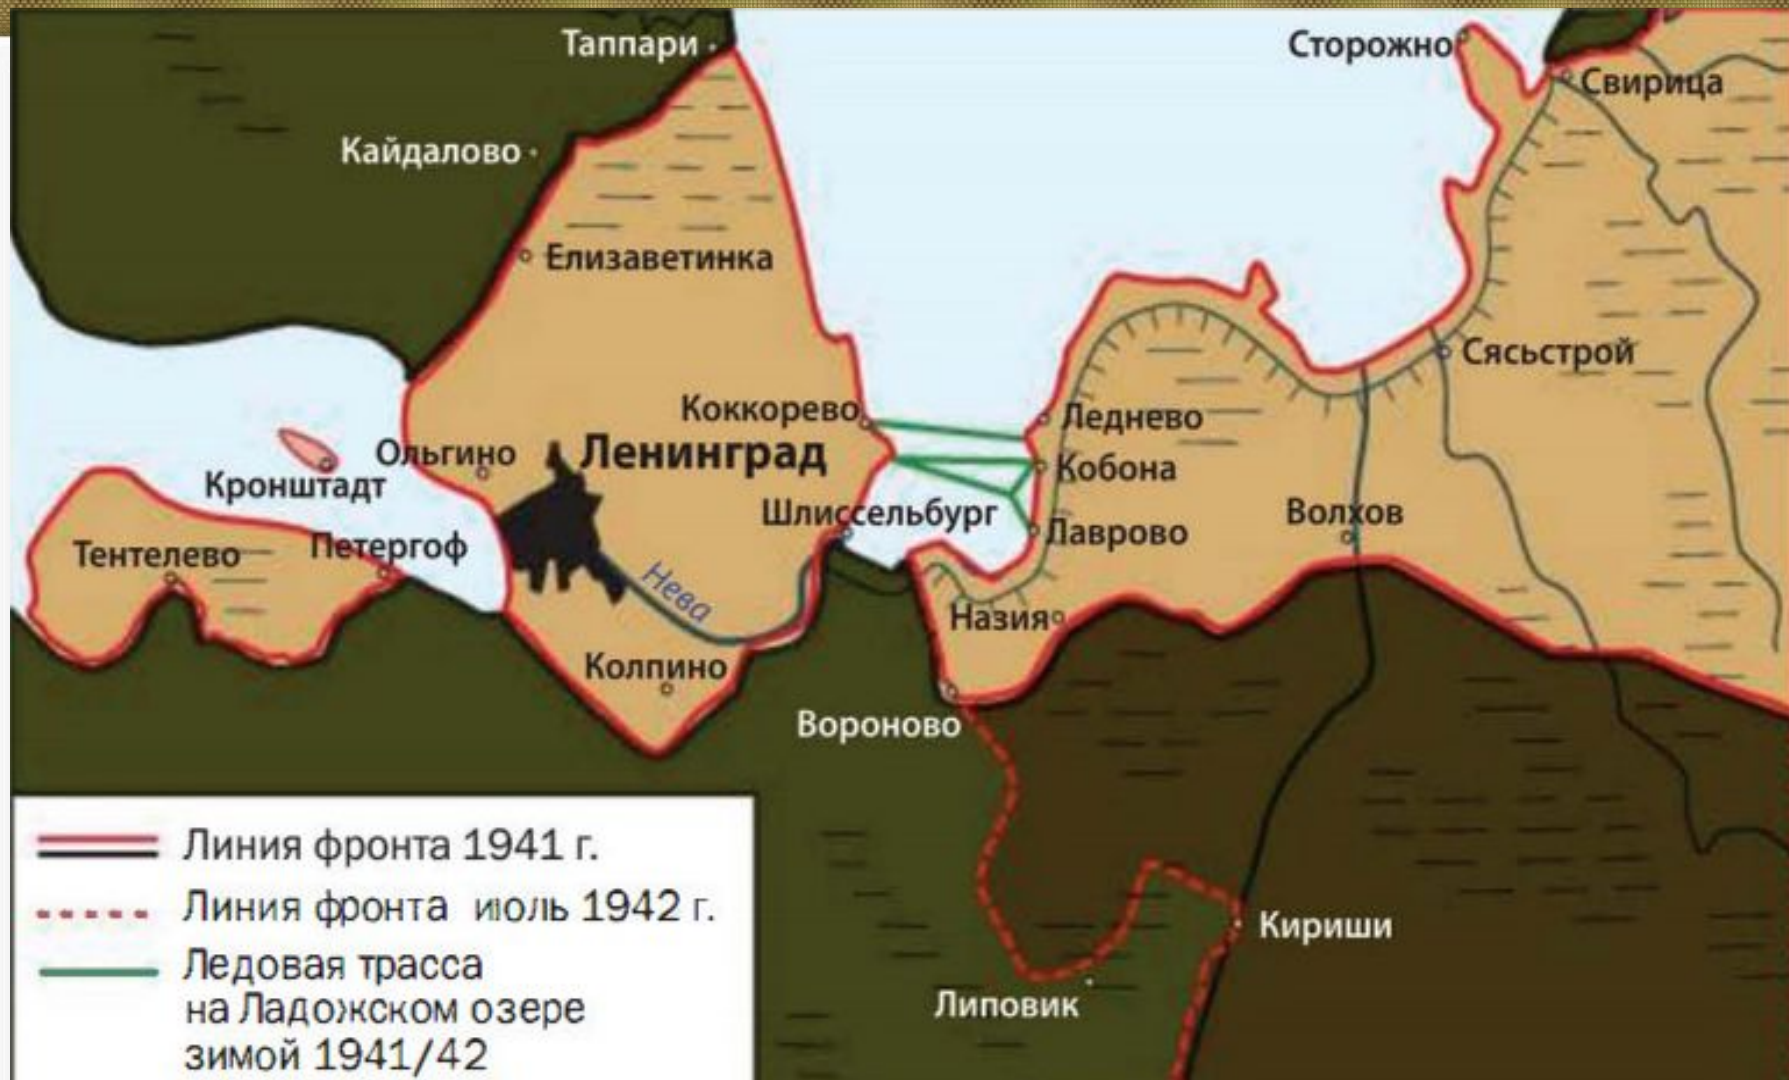 Таппари
Сторожно
Свирица
Кайдалово
Елизаветинка
Сясьстрой
Коккорево
Леднево
Ольгино
Ленинград
Кобона
Кронштадт
Шлиссельбург
Волхов
Лаврово
Тентелево
Петергоф
Нева
Назия
Колпино
Вороново
Линия фронта 1941 г.
Линия фронта июль 1942 г.
Кириши
Ледовая трасса
на Ладожском озере
зимой 1941/42
Липовик